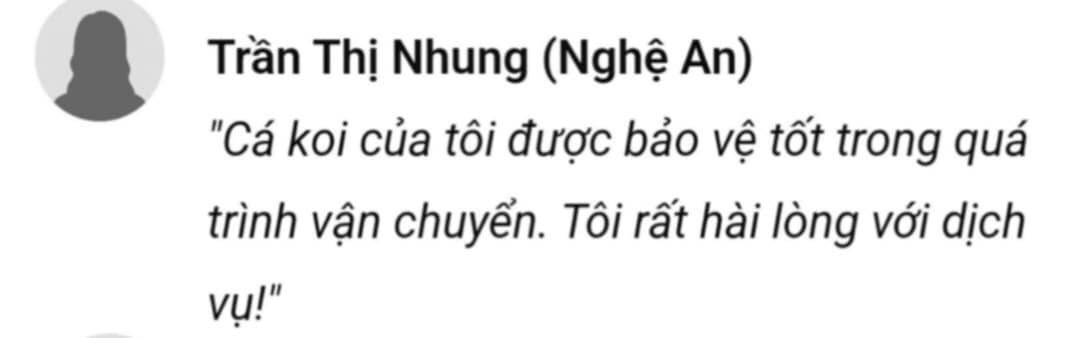 Trần Thị Nhung (Nghệ An)
"Cá koi của tôi được bảo vệ tốt trong quá
trình vận chuyển. Tôi rất hài lòng với dịch
vụ!"